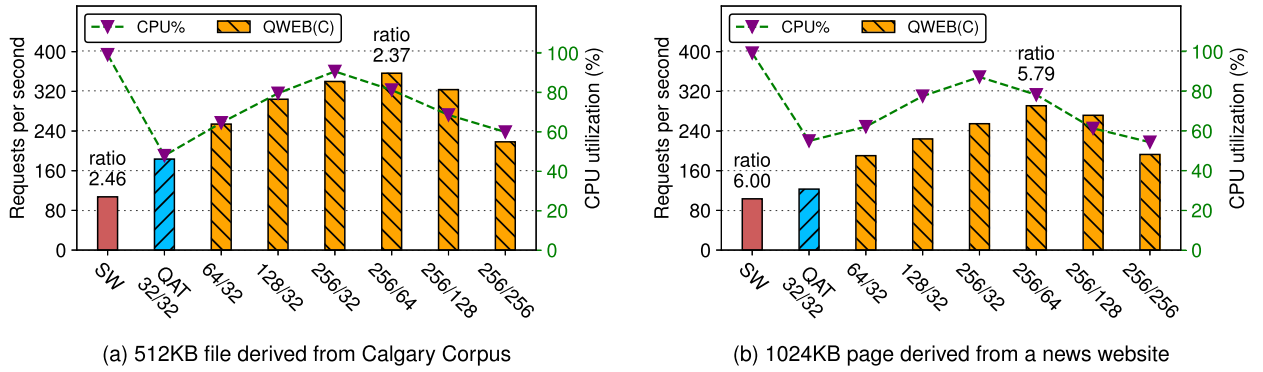 CPU% QWEB(C)
Requests per second
400
320
240
160
80
0
100
80
60
40
20
0
CPU utilization (%)
ratio
2.46
ratio
2.37
SW
QAT
32/32
64/32
128/32
256/32
256/64
256/128
256/256
(a) 512KB file derived from Calgary Corpus
CPU% QWEB(C)
Requests per second
400
320
240
160
80
0
100
80
60
40
20
0
CPU utilization (%)
ratio
6.00
ratio
5.79
SW
QAT
32/32
64/32
128/32
256/32
256/64
256/128
256/256
(b) 1024KB page derived from a news website